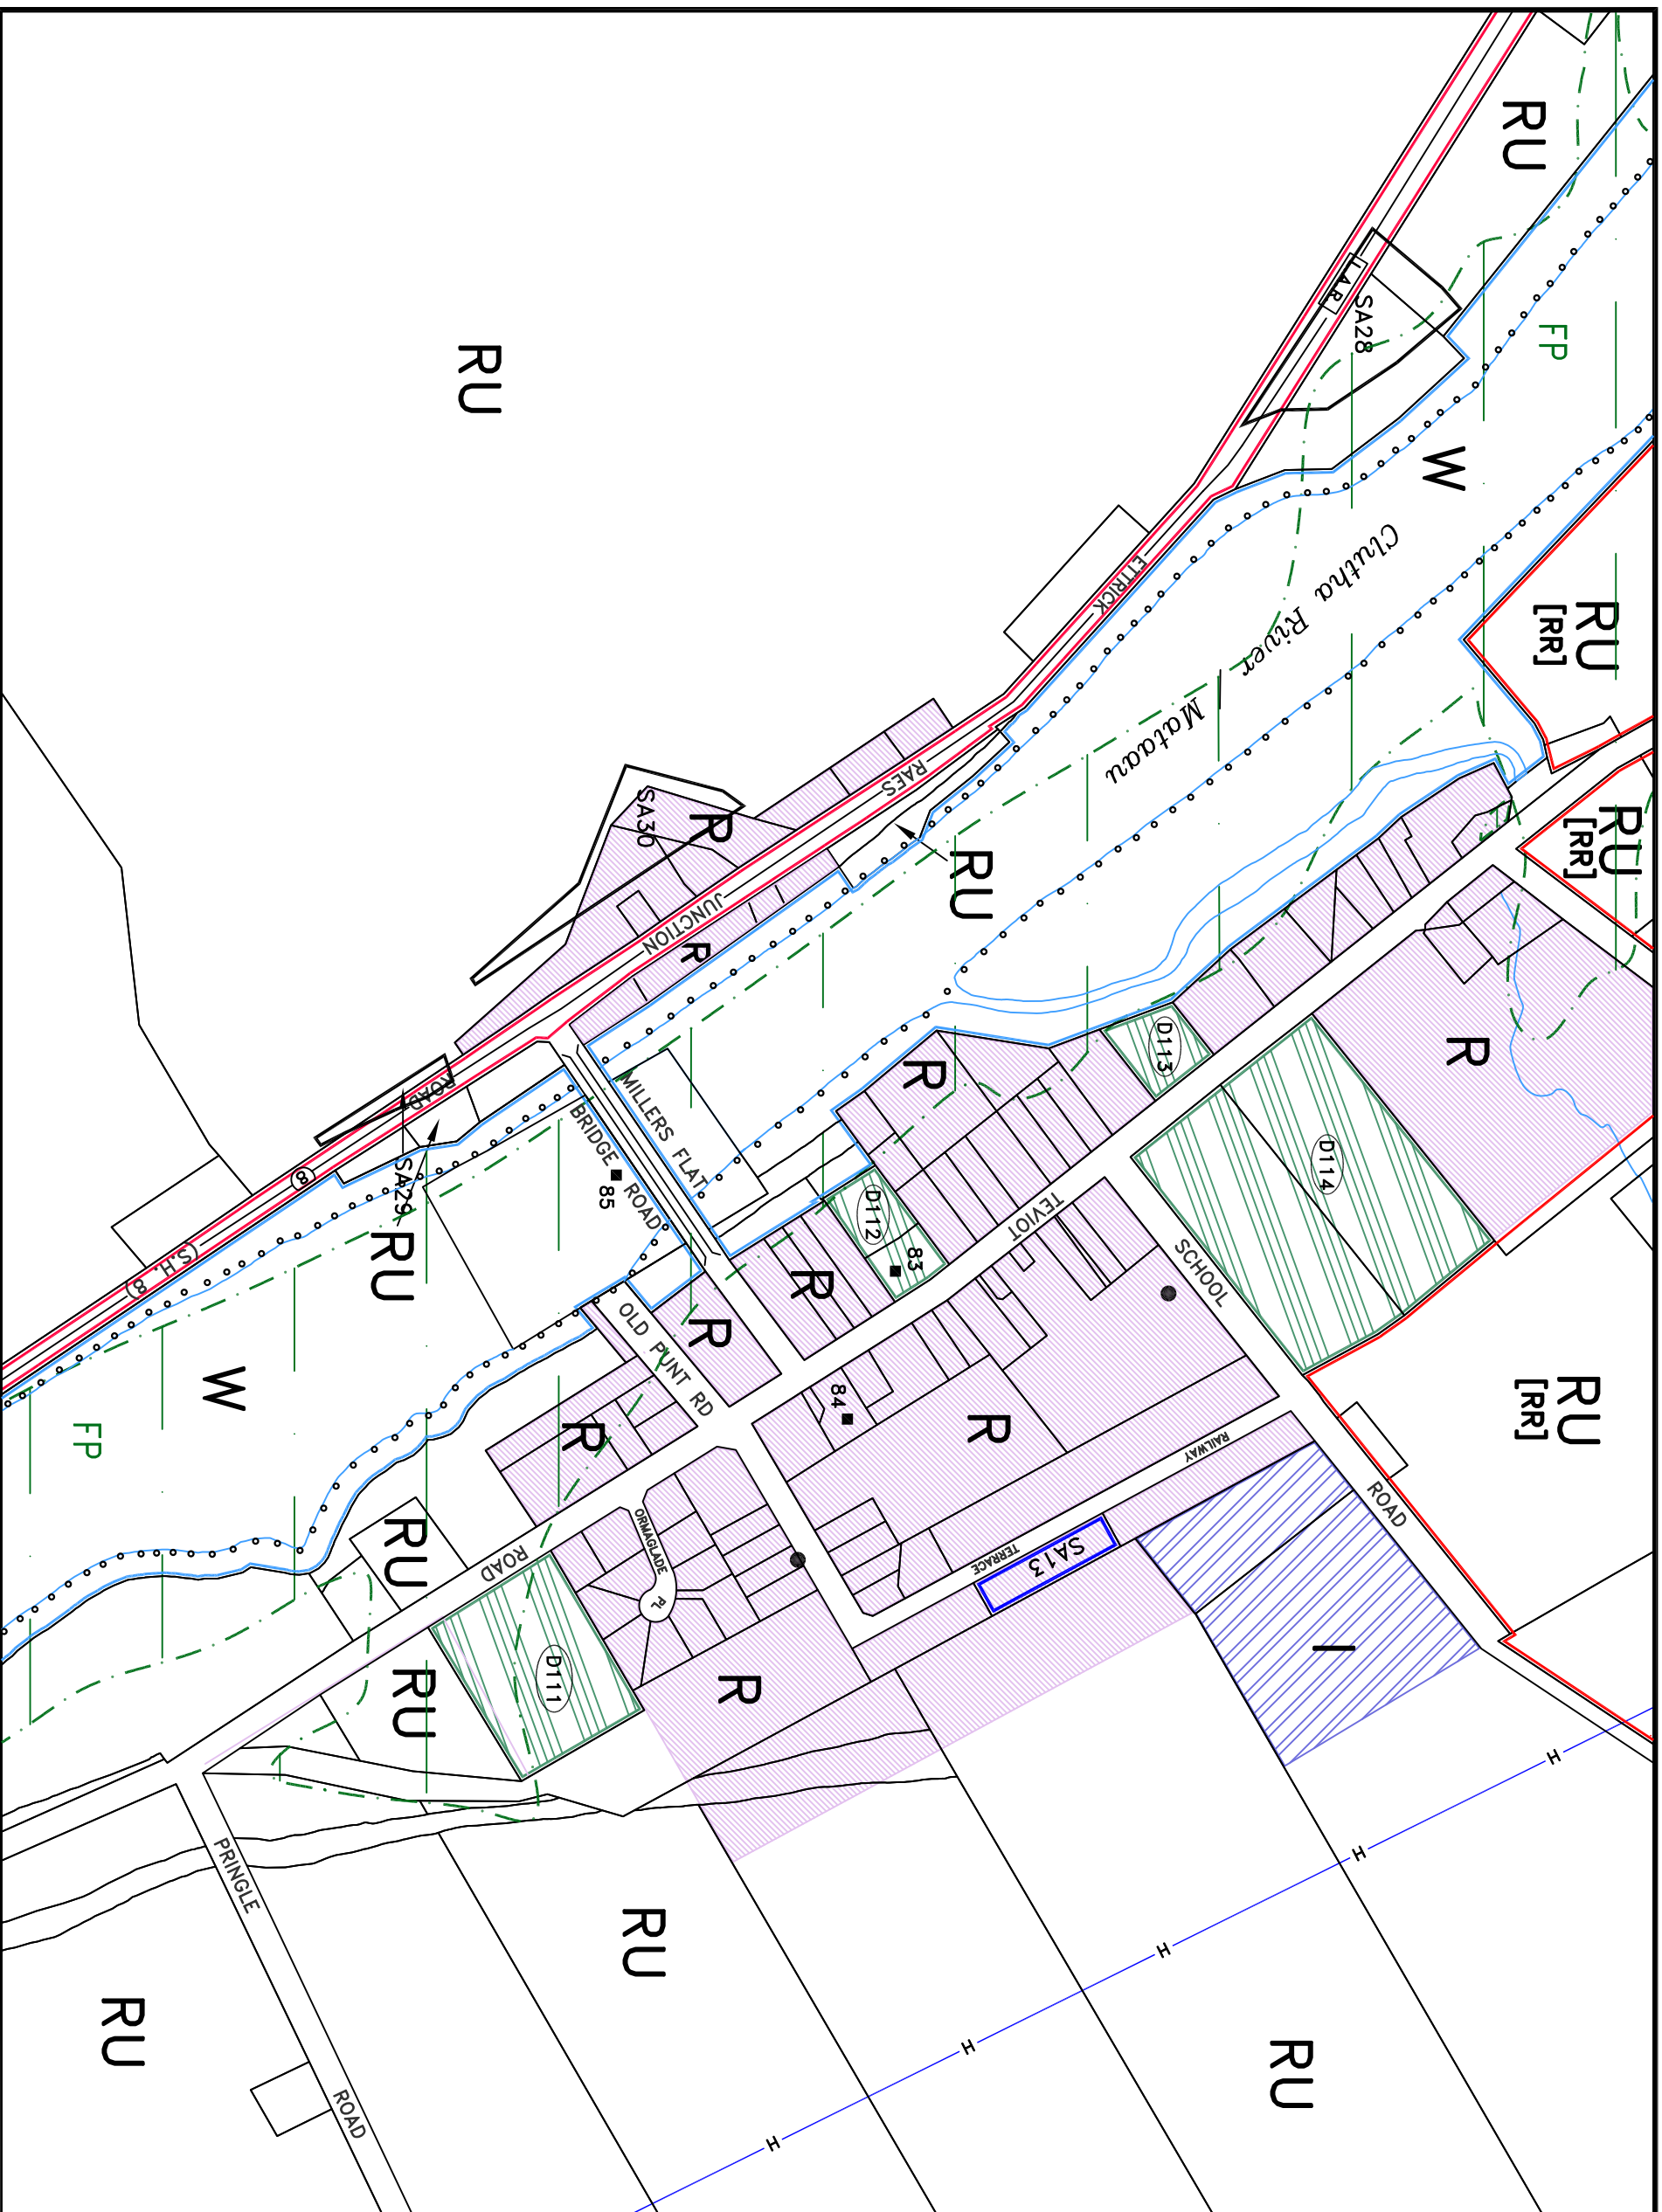 RU
RU
[RR]
RU
[RR]
R
RU
[RR]
FP
W
Clutha River
Mataau
SA28
L.A.R.
ETTRICK
RAES
JUNCTION
ROAD
(S.H. 8)
8
RU
RU
R
SA30
R
D113
D114
R
D112
83
TEVIOT
SCHOOL
ROAD
MILLERS FLAT
BRIDGE ROAD
85
R
R
OLD PUNT RD
84
R
RAILWAY
TERRACE
SA13
I
SA29
RU
W
FP
R
ORMAGLADE
PL
ROAD
D111
RU
RU
R
PRINGLE
ROAD
RU
RU
RU
H
H
H
H
H